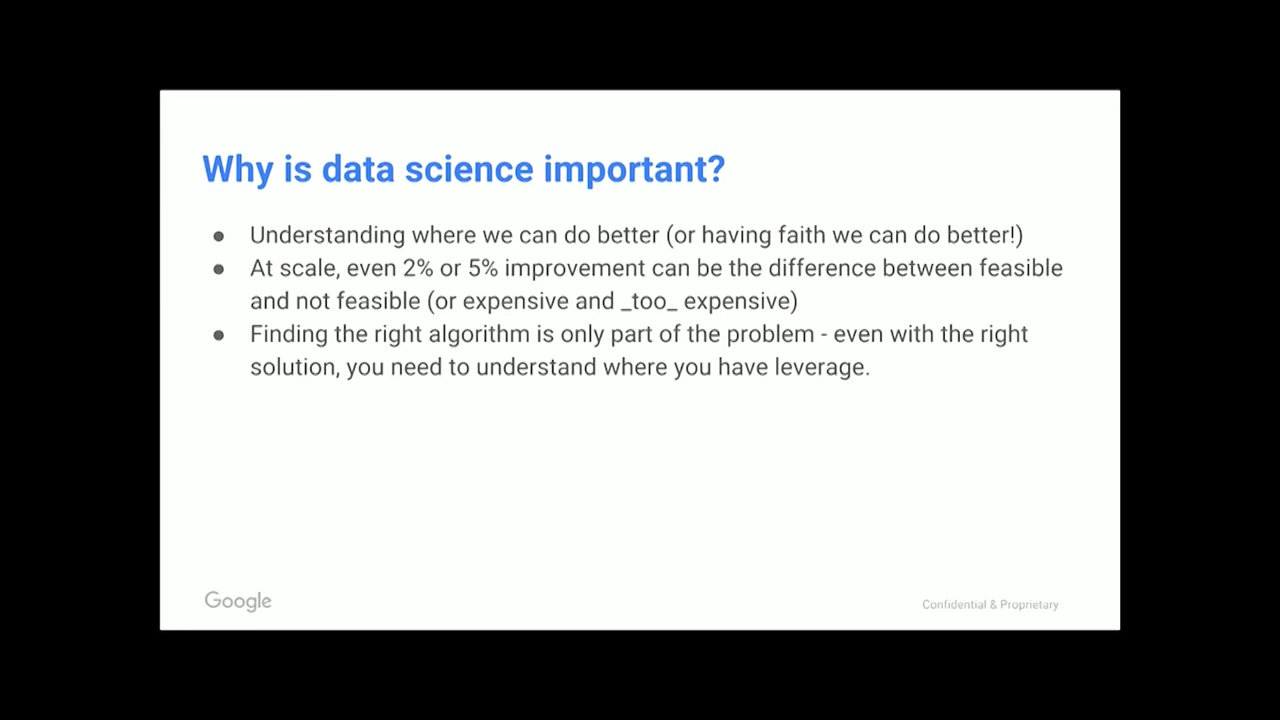 Why is data science important?
● Understanding where we can do better (or having faith we can do better!)
● At scale, even 2% or 5% improvement can be the difference between feasible
and not feasible (or expensive and _too_ expensive)
● Finding the right algorithm is only part of the problem - even with the right
solution, you need to understand where you have leverage.
Google
Confidential & Proprietary